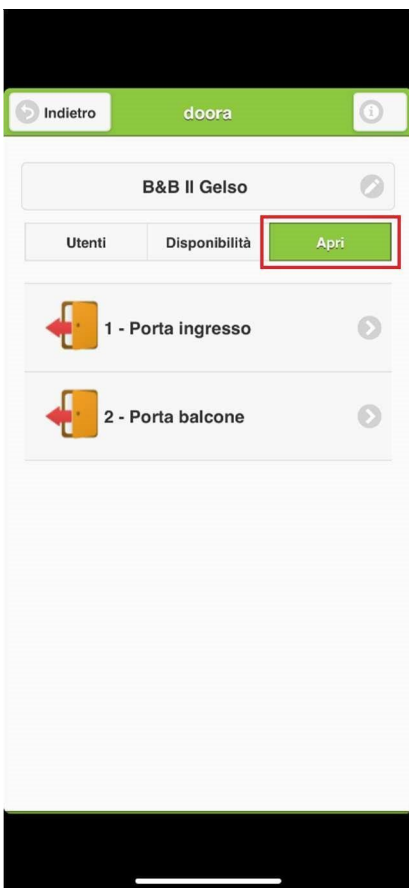 Indietro
doora
B&B Il Gelso
Utenti
Disponibilità
Apri
1 - Porta ingresso
2 - Porta balcone